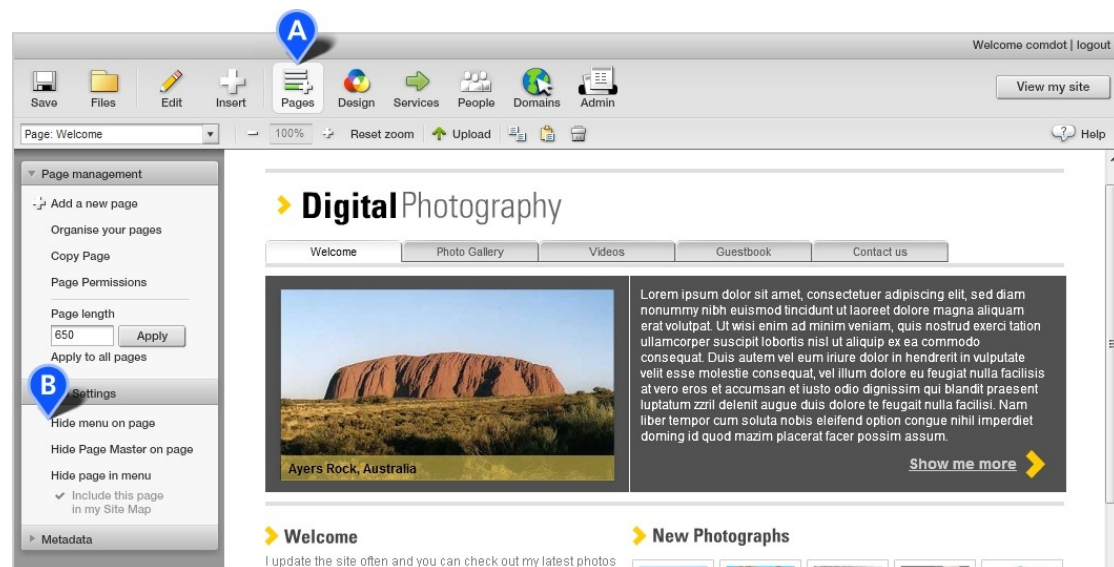 A
Welcome comdot | logout
Save Files Edit Insert Pages Design Services People Domains Admin
View my site
Page: Welcome
100% Reset zoom Upload
Help
Page management
Add a new page
Organise your pages
Copy Page
Page Permissions
Page length
650 Apply
Apply to all pages
B
Settings
Hide menu on page
Hide Page Master on page
Hide page in menu
Include this page
in my Site Map
Metadata
Digital Photography
Welcome Photo Gallery Videos Guestbook Contact us
Ayers Rock, Australia
Lorem ipsum dolor sit amet, consectetuer adipiscing elit, sed diam
nonummy nibh euismod tincidunt ut laoreet dolore magna aliquam
erat volutpat. Ut wisi enim ad minim veniam, quis nostrud exerci tation
ullamcorper suscipit lobortis nisl ut aliquip ex ea commodo
consequat. Duis autem vel eum iriure dolor in hendrerit in vulputate
velit esse molestie consequat, vel illum dolore eu feugiat nulla facilisis
at vero eros et accumsan et iusto odio dignissim qui blandit praesent
luptatum zzril delenit augue duis dolore te feugait nulla facilisi. Nam
liber tempor cum soluta nobis eleifend option congue nihil imperdiet
doming id quod mazim placerat facer possim assum.
Show me more
Welcome
I update the site often and you can check out my latest photos
New Photographs